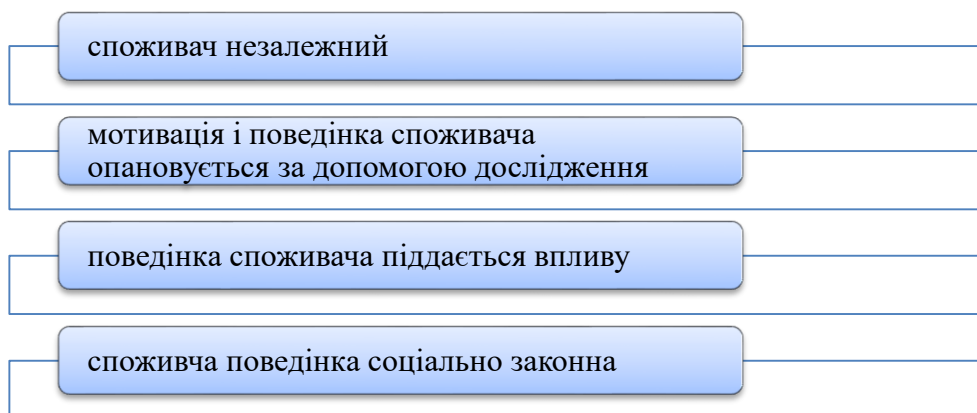 споживач незалежний
мотивація і поведінка споживача
опановується за допомогою дослідження
поведінка споживача піддається впливу
споживча поведінка соціально законна